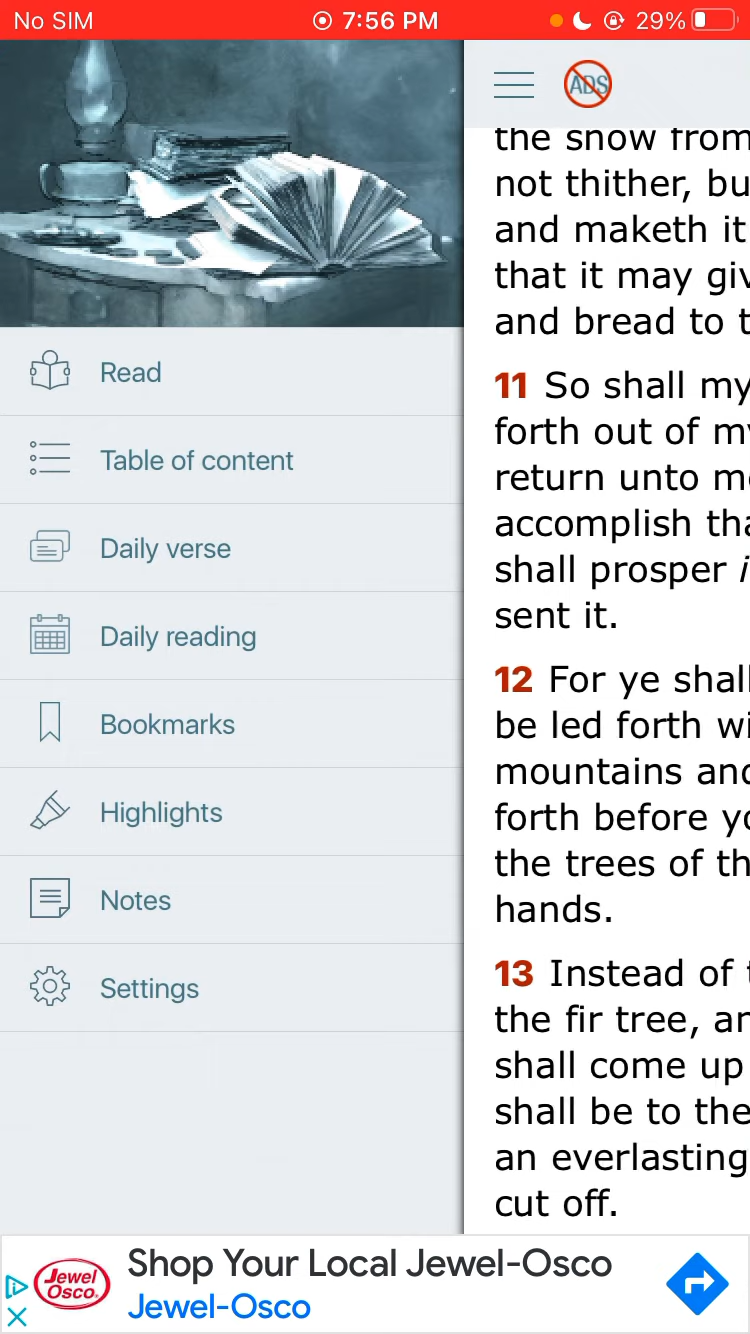 No SIM 7:56 PM 29%
ADS
Read
Table of content
Daily verse
Daily reading
Bookmarks
Highlights
Notes
Settings
the snow from
not thither, bu
and maketh it
that it may giv
and bread to t
11 So shall my
forth out of my
return unto me
accomplish tha
shall prosper i
sent it.
12 For ye shall
be led forth wi
mountains and
forth before yo
the trees of th
hands.
13 Instead of t
the fir tree, an
shall come up
shall be to the
an everlasting
cut off.
Jewel
Osco
Shop Your Local Jewel-Osco
Jewel-Osco